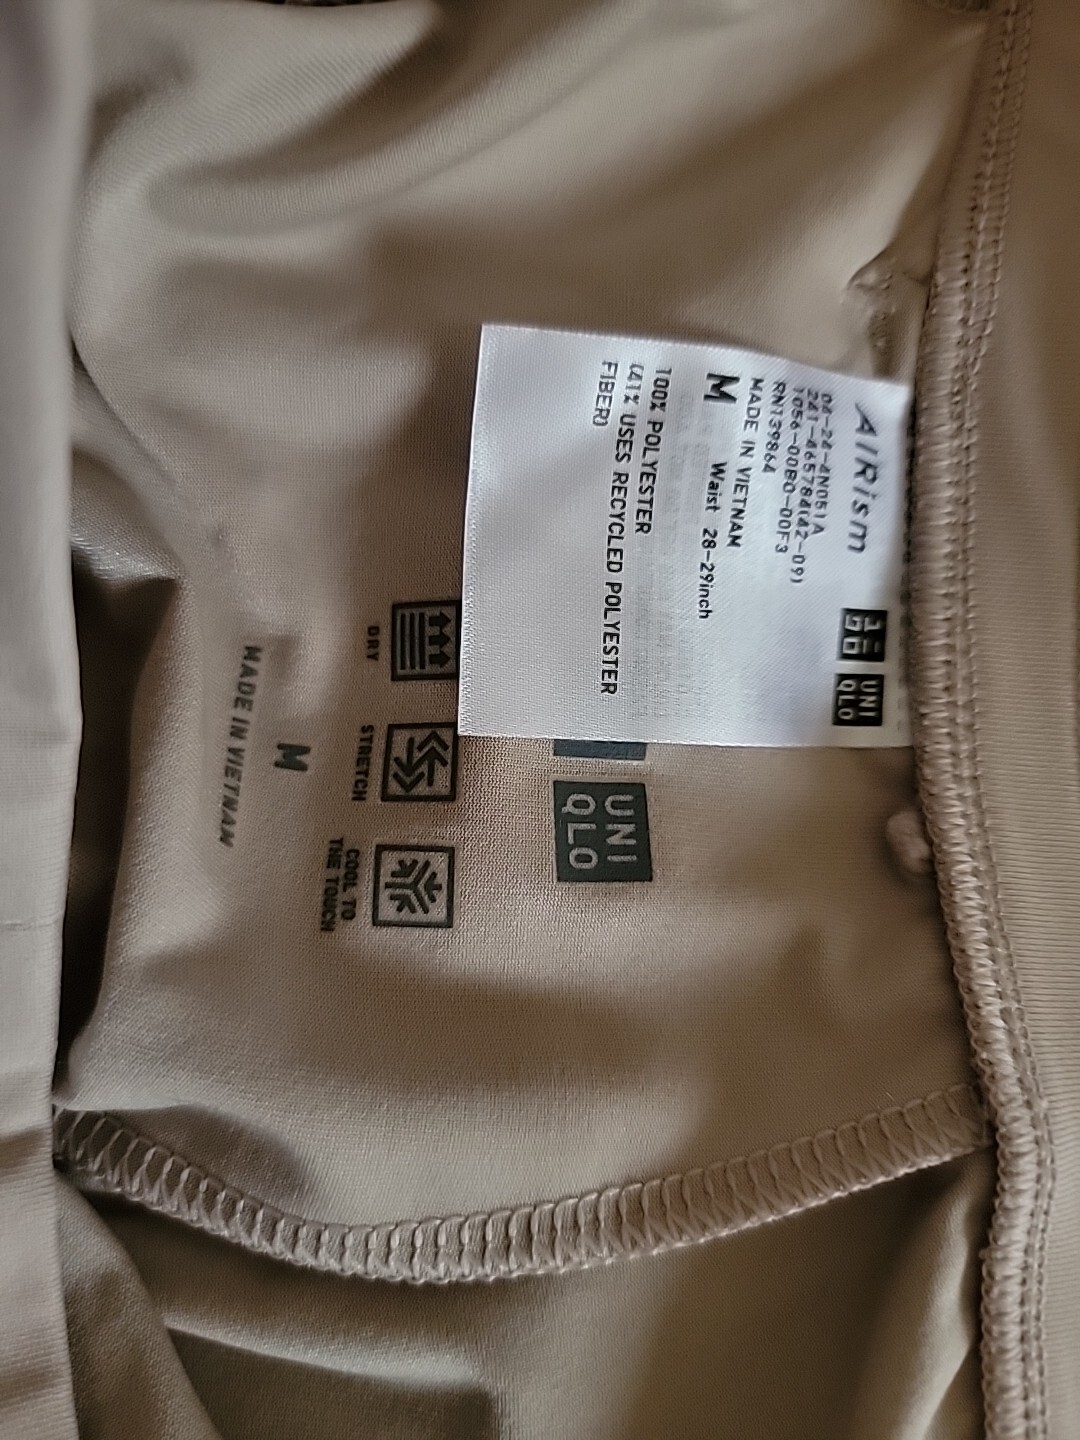 AIRism
UNI
QLO
04-24-4N051A
241-465784(42-09)
1056-00B0-00F3
RN139864
MADE IN VIETNAM
M Waist 28-29inch
100% POLYESTER
(41% USES RECYCLED POLYESTER
FIBER)
UNI
QLO
DRY
STRETCH
COOL TO
THE TOUCH
M
MADE IN VIETNAM